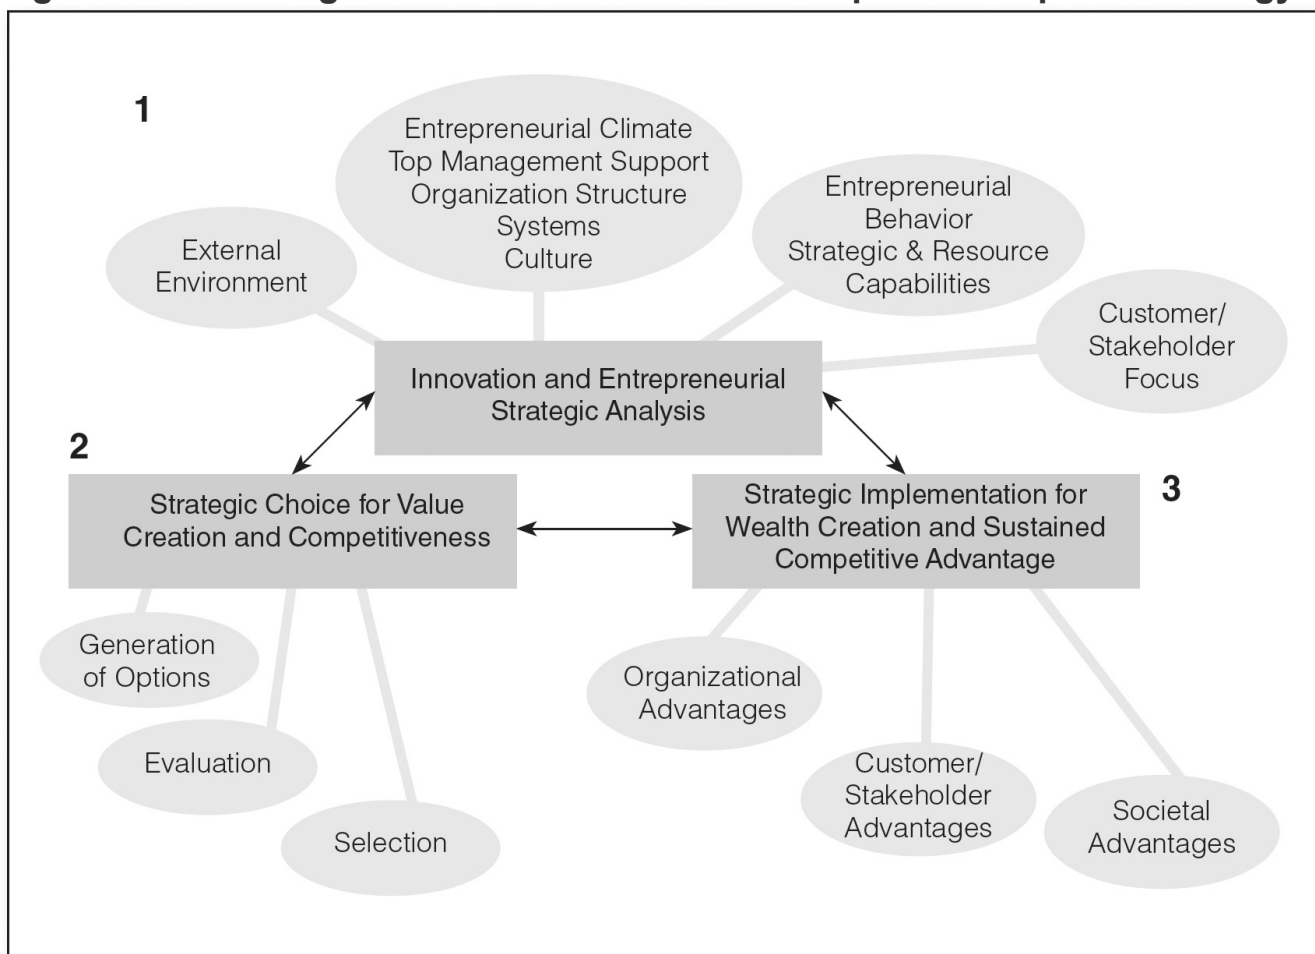 1
Entrepreneurial Climate
Top Management Support
Organization Structure
Systems
Culture
Entrepreneurial
Behavior
Strategic & Resource
Capabilities
External
Environment
Customer/
Stakeholder
Focus
Innovation and Entrepreneurial
Strategic Analysis
2
Strategic Choice for Value
Creation and Competitiveness
3
Strategic Implementation for
Wealth Creation and Sustained
Competitive Advantage
Generation
of Options
Evaluation
Selection
Organizational
Advantages
Customer/
Stakeholder
Advantages
Societal
Advantages